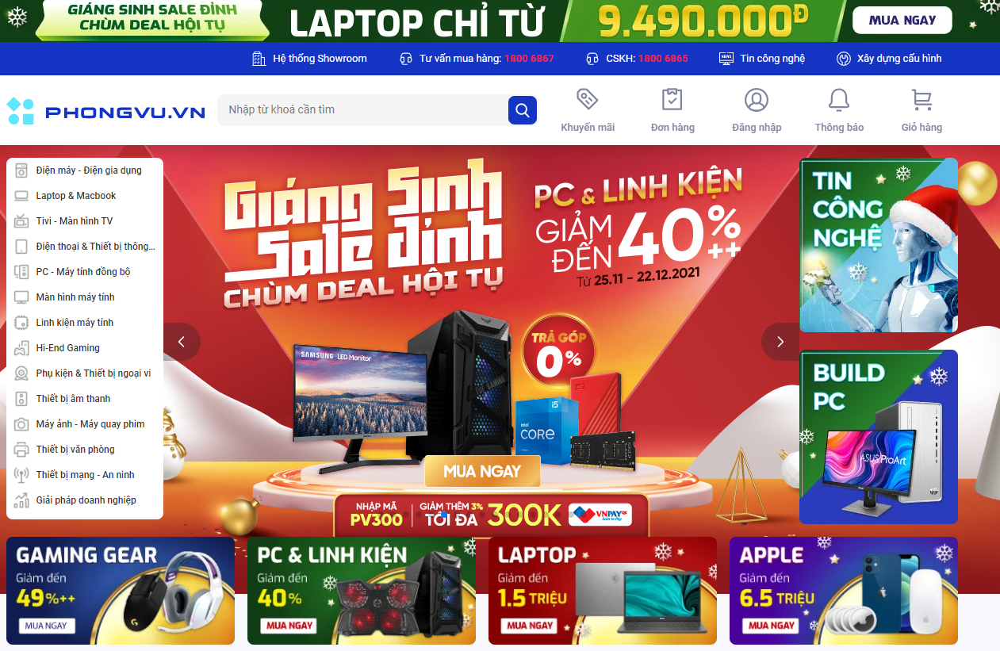 GIÁNG SINH SALE ĐỈNH
CHÙM DEAL HỘI TỤ
LAPTOP CHỈ TỪ
9.490.000Đ
MUA NGAY
Hệ thống Showroom
Tư vấn mua hàng: 1800 6867
CSKH: 1800 6865
NEWS
Tin công nghệ
Xây dựng cấu hình
PHONGVU.VN
Nhập từ khoá cần tìm
Khuyến mãi
Đơn hàng
Đăng nhập
Thông báo
Giỏ hàng
Điện máy - Điện gia dụng
Laptop & Macbook
Tivi - Màn hình TV
Điện thoại & Thiết bị thông...
PC - Máy tính đồng bộ
Màn hình máy tính
Linh kiện máy tính
Hi-End Gaming
Phụ kiện & Thiết bị ngoại vi
Thiết bị âm thanh
Máy ảnh - Máy quay phim
Thiết bị văn phòng
Thiết bị mạng - An ninh
Giải pháp doanh nghiệp
Giáng Sinh
Sale đỉnh
CHÙM DEAL HỘI TỤ
PC & LINH KIỆN
GIẢM
ĐẾN
40%++
Từ 25.11 - 22.12.2021
TRẢ GÓP
0%
SAMSUNG LED Monitor
i5
intel
CORE
MUA NGAY
NHẬP MÃ
PV300
GIẢM THÊM 3%
TỐI ĐA
300K
VNPAYQR
Scan to Pay
TIN
CÔNG
NGHỆ
BUILD
PC
ASUS ProArt
GAMING GEAR
Giảm đến
49%++
MUA NGAY
PC & LINH KIỆN
Giảm đến
40%
MUA NGAY
LAPTOP
Giảm đến
1.5 TRIỆU
MUA NGAY
APPLE
Giảm đến
6.5 TRIỆU
MUA NGAY